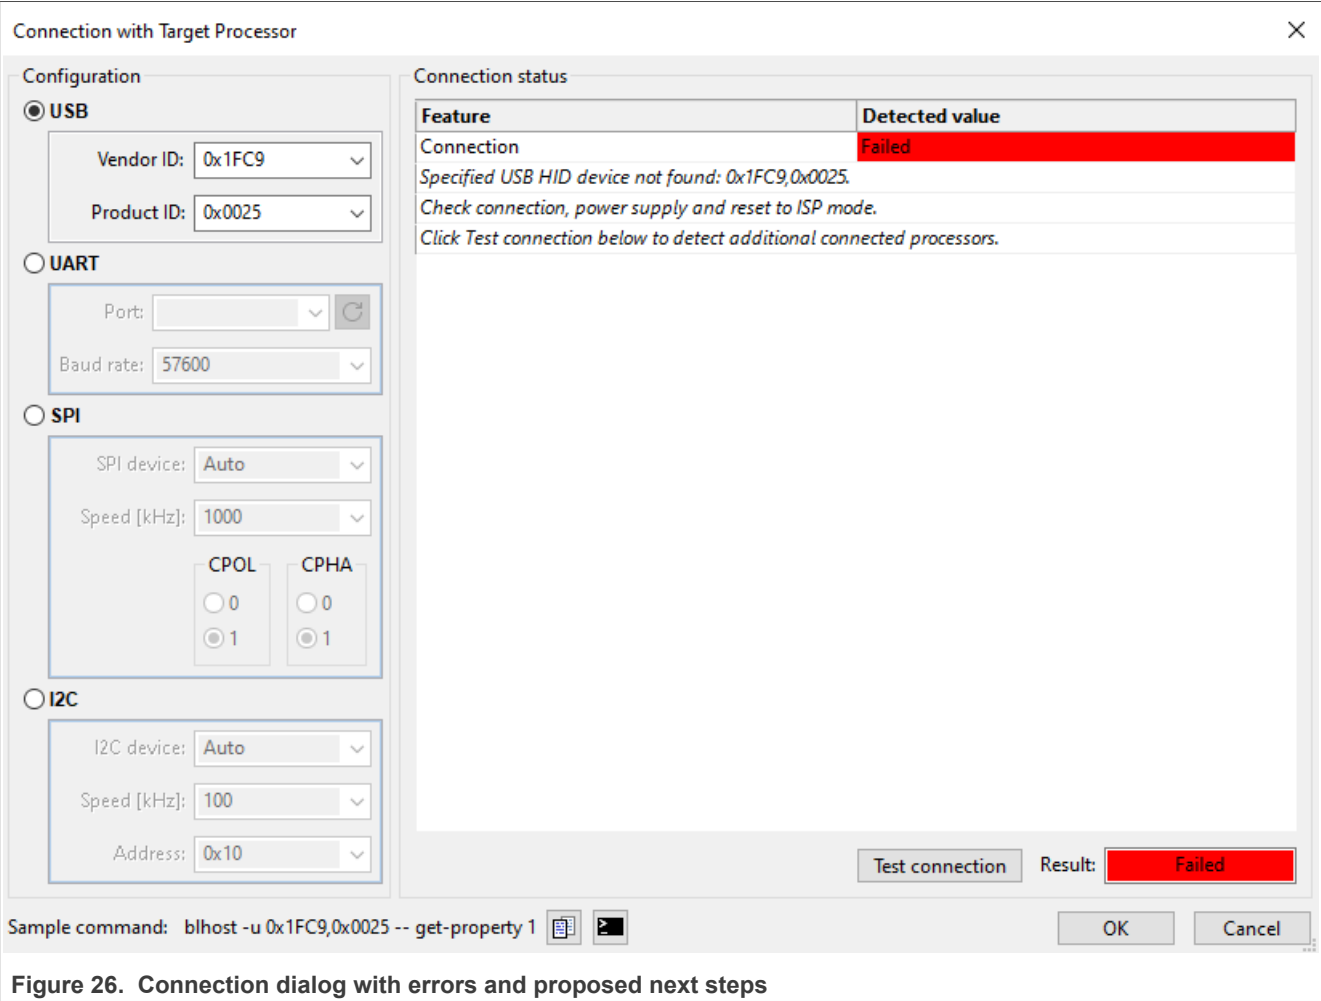 Connection with Target Processor
Configuration
USB
Vendor ID: 0x1FC9
Product ID: 0x0025
UART
Port:
Baud rate: 57600
SPI
SPI device: Auto
Speed [kHz]: 1000
CPOL CPHA
0 0
1 1
I2C
I2C device: Auto
Speed [kHz]: 100
Address: 0x10
Connection status
Feature Detected value
Connection Failed
Specified USB HID device not found: 0x1FC9,0x0025.
Check connection, power supply and reset to ISP mode.
Click Test connection below to detect additional connected processors.
Test connection Result: Failed
Sample command: blhost -u 0x1FC9,0x0025 -- get-property 1
OK Cancel
Figure 26. Connection dialog with errors and proposed next steps